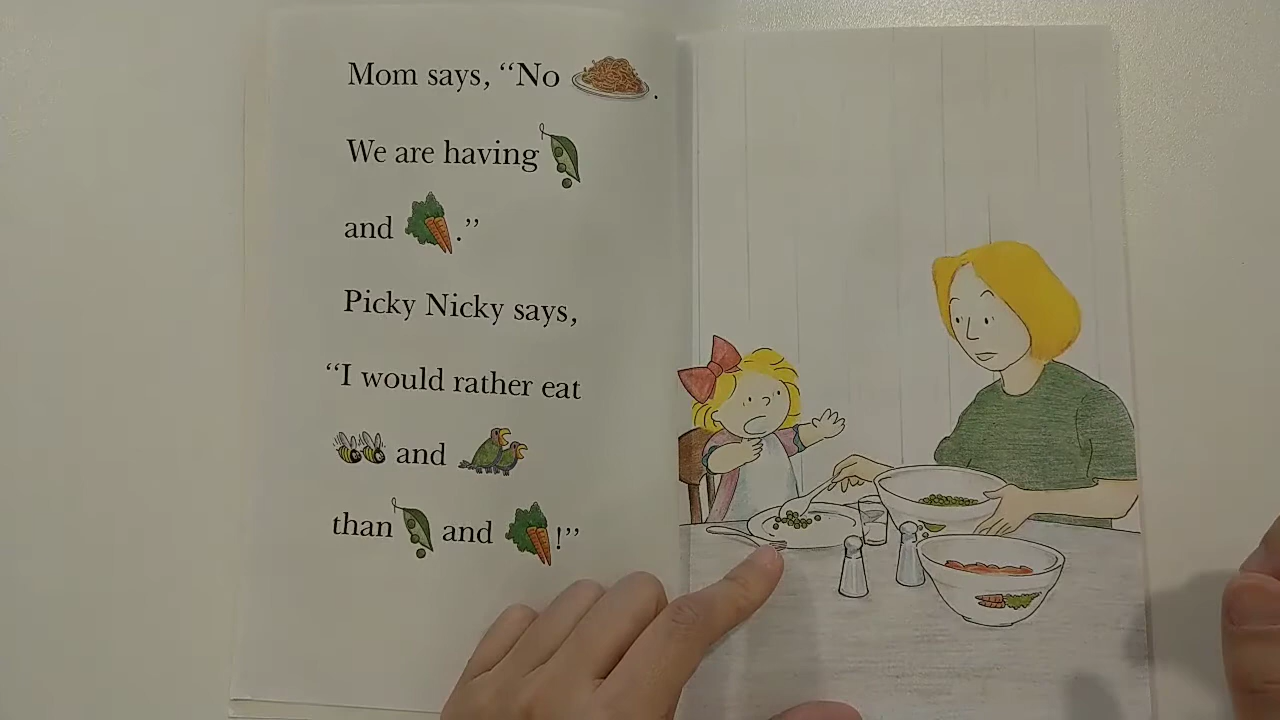 Mom says, “No .
We are having
and .”
Picky Nicky says,
“I would rather eat
and
than and !”